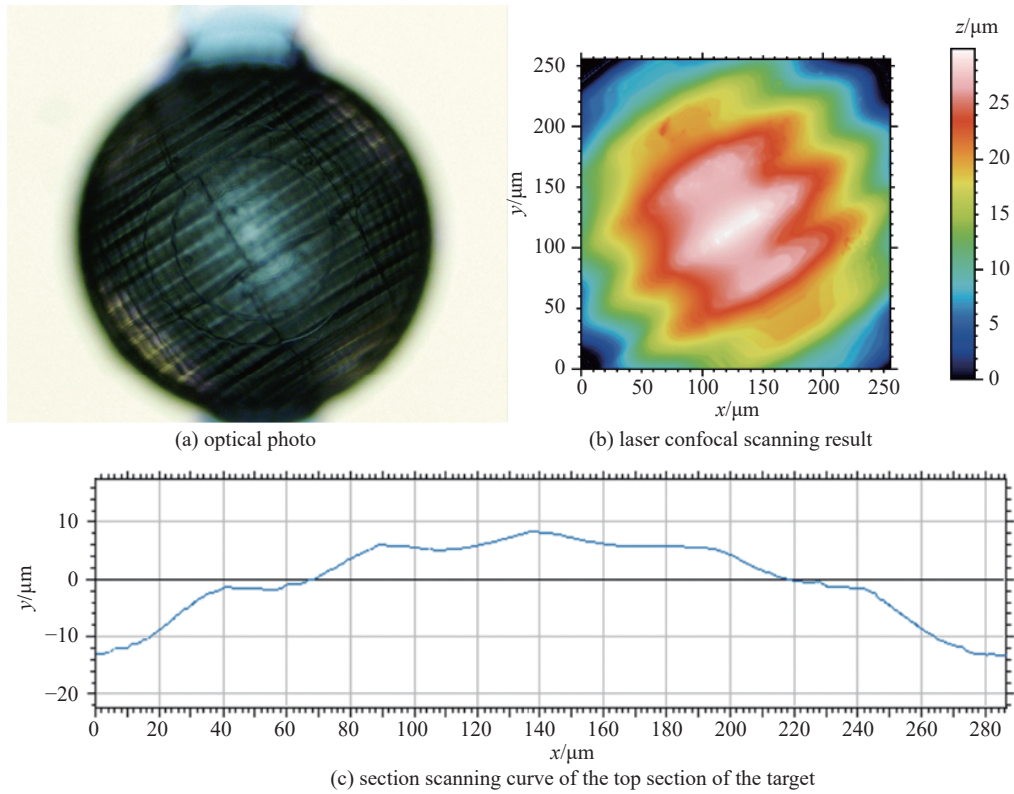 z/μm
250
200
150
100
50
0
y/μm
0 50 100 150 200 250
x/μm
25
20
15
10
5
0
(a) optical photo
(b) laser confocal scanning result
10
0
−10
−20
y/μm
0 20 40 60 80 100 120 140 160 180 200 220 240 260
x/μm
(c) section scanning curve of the top section of the target